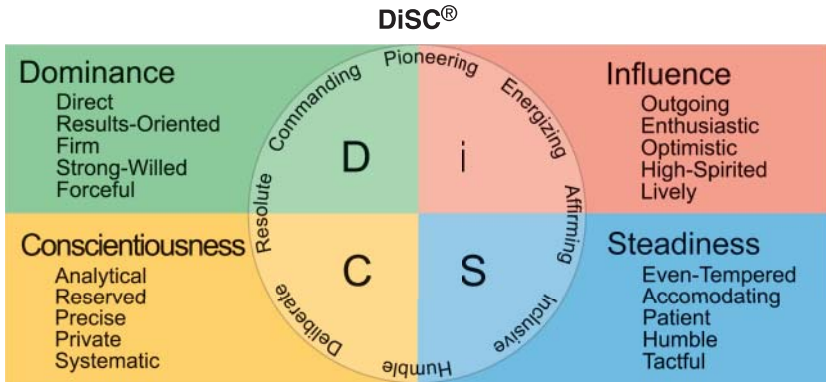 DiSC®
Dominance
Direct
Results-Oriented
Firm
Strong-Willed
Forceful
Influence
Outgoing
Enthusiastic
Optimistic
High-Spirited
Lively
Commanding
Pioneering
Energizing
Affirming
Inclusive
Humble
Deliberate
Resolute
D
i
C
S
Conscientiousness
Analytical
Reserved
Precise
Private
Systematic
Steadiness
Even-Tempered
Accomodating
Patient
Humble
Tactful